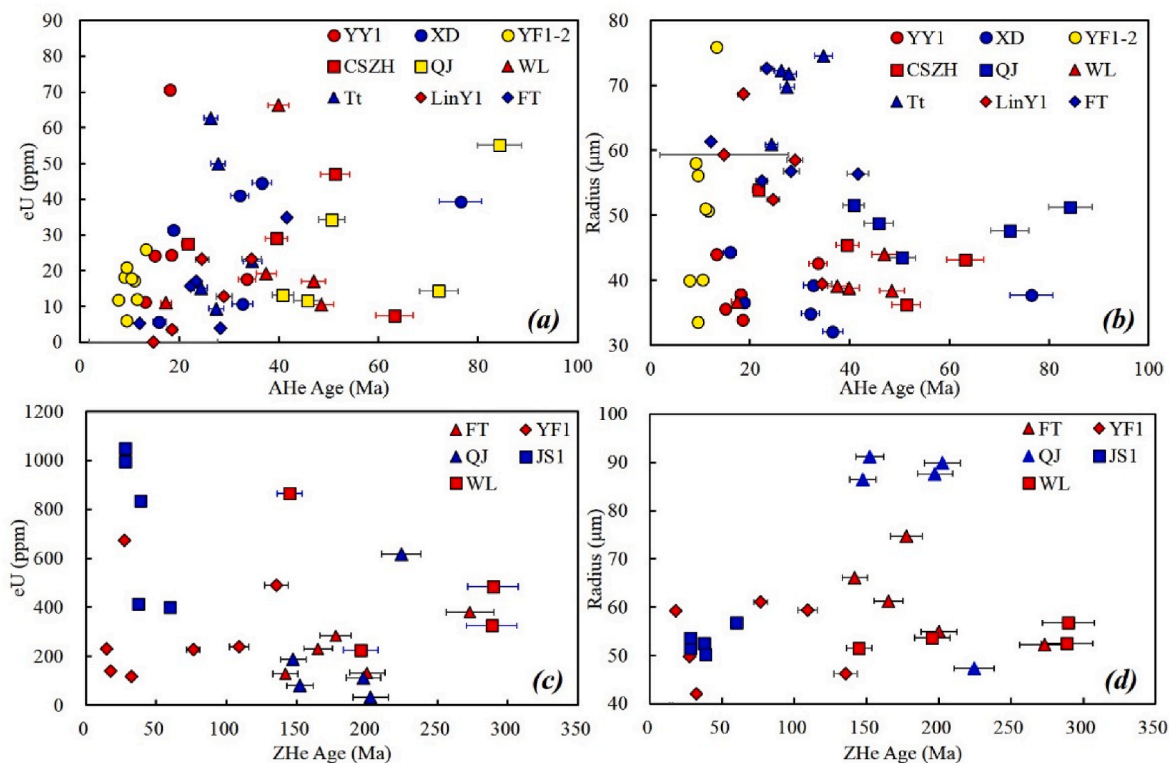 90
80
70
60
50
40
30
20
10
0
eU (ppm)
YY1 XD YF1-2
CSZH QJ WL
Tt LinY1 FT
(a)
20 40 60 80 100
AHe Age (Ma)
80
70
60
50
40
30
Radius (μm)
YY1 XD YF1-2
CSZH QJ WL
Tt LinY1 FT
(b)
0 20 40 60 80 100
AHe Age (Ma)
1200
1000
800
600
400
200
0
eU (ppm)
FT YF1
QJ JS1
WL
(c)
0 50 100 150 200 250 300 350
ZHe Age (Ma)
100
90
80
70
60
50
40
Radius (μm)
FT YF1
QJ JS1
WL
(d)
0 50 100 150 200 250 300 350
ZHe Age (Ma)